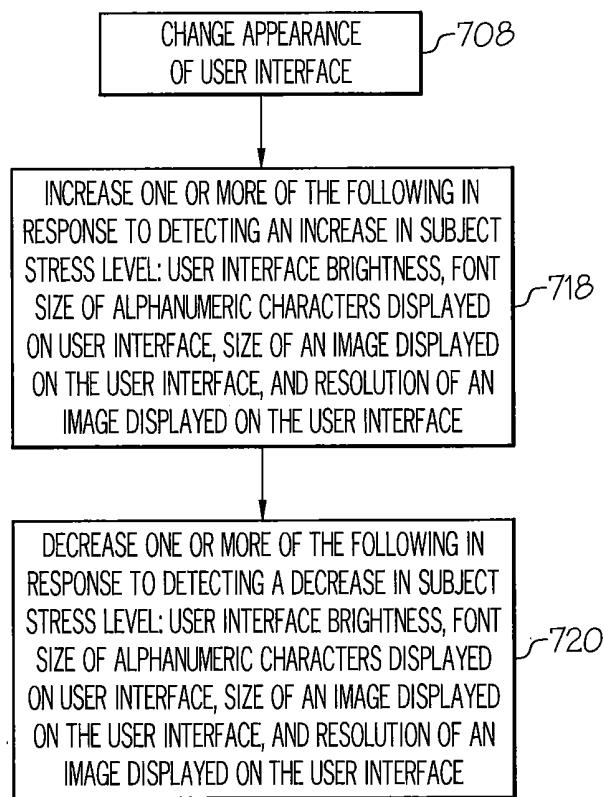 CHANGE APPEARANCE
OF USER INTERFACE
708
INCREASE ONE OR MORE OF THE FOLLOWING IN
RESPONSE TO DETECTING AN INCREASE IN SUBJECT
STRESS LEVEL: USER INTERFACE BRIGHTNESS, FONT
SIZE OF ALPHANUMERIC CHARACTERS DISPLAYED
ON USER INTERFACE, SIZE OF AN IMAGE DISPLAYED
ON THE USER INTERFACE, AND RESOLUTION OF AN
IMAGE DISPLAYED ON THE USER INTERFACE
718
DECREASE ONE OR MORE OF THE FOLLOWING IN
RESPONSE TO DETECTING A DECREASE IN SUBJECT
STRESS LEVEL: USER INTERFACE BRIGHTNESS, FONT
SIZE OF ALPHANUMERIC CHARACTERS DISPLAYED
ON USER INTERFACE, SIZE OF AN IMAGE DISPLAYED
ON THE USER INTERFACE, AND RESOLUTION OF AN
IMAGE DISPLAYED ON THE USER INTERFACE
720